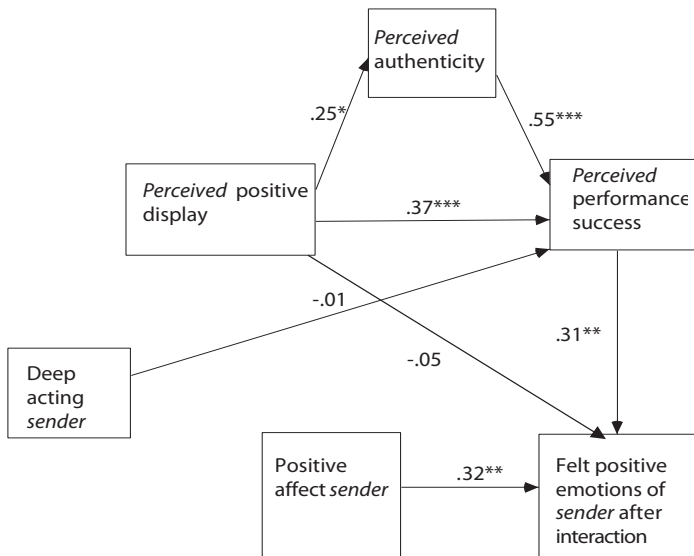 Perceived
authenticity
.25*
.55***
Perceived positive
display
.37***
Perceived
performance
success
-.01
-.05
.31**
Deep
acting
sender
Positive
affect sender
.32**
Felt positive
emotions of
sender after
interaction